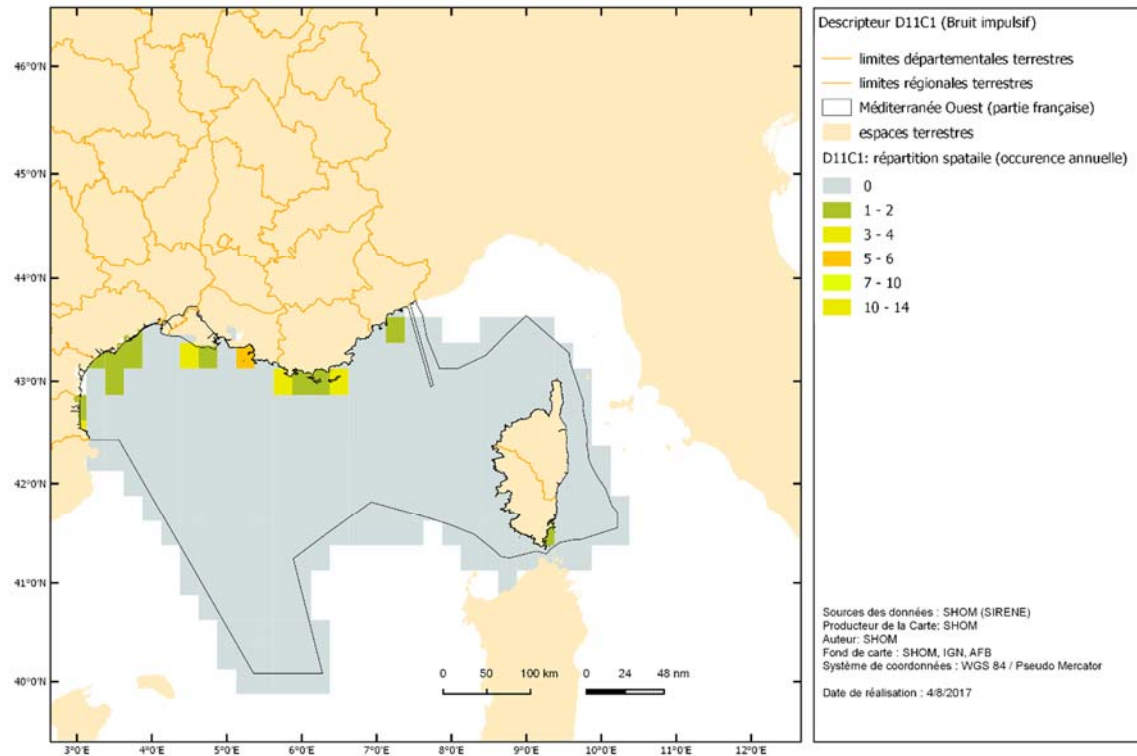 46°0'N
45°0'N
44°0'N
43°0'N
42°0'N
41°0'N
40°0'N
0 50 100 km
0 24 48 nm
3°0'E 4°0'E 5°0'E 6°0'E 7°0'E 8°0'E 9°0'E 10°0'E 11°0'E 12°0'E
Descripteur D11C1 (Bruit impulsif)
limites départementales terrestres
limites régionales terrestres
Méditerranée Ouest (partie française)
espaces terrestres
D11C1: répartition spataile (occurence annuelle)
0
1 - 2
3 - 4
5 - 6
7 - 10
10 - 14
Sources des données : SHOM (SIRENE)
Producteur de la Carte: SHOM
Auteur: SHOM
Fond de carte : SHOM, IGN, AFB
Système de coordonnées : WGS 84 / Pseudo Mercator
Date de réalisation : 4/8/2017